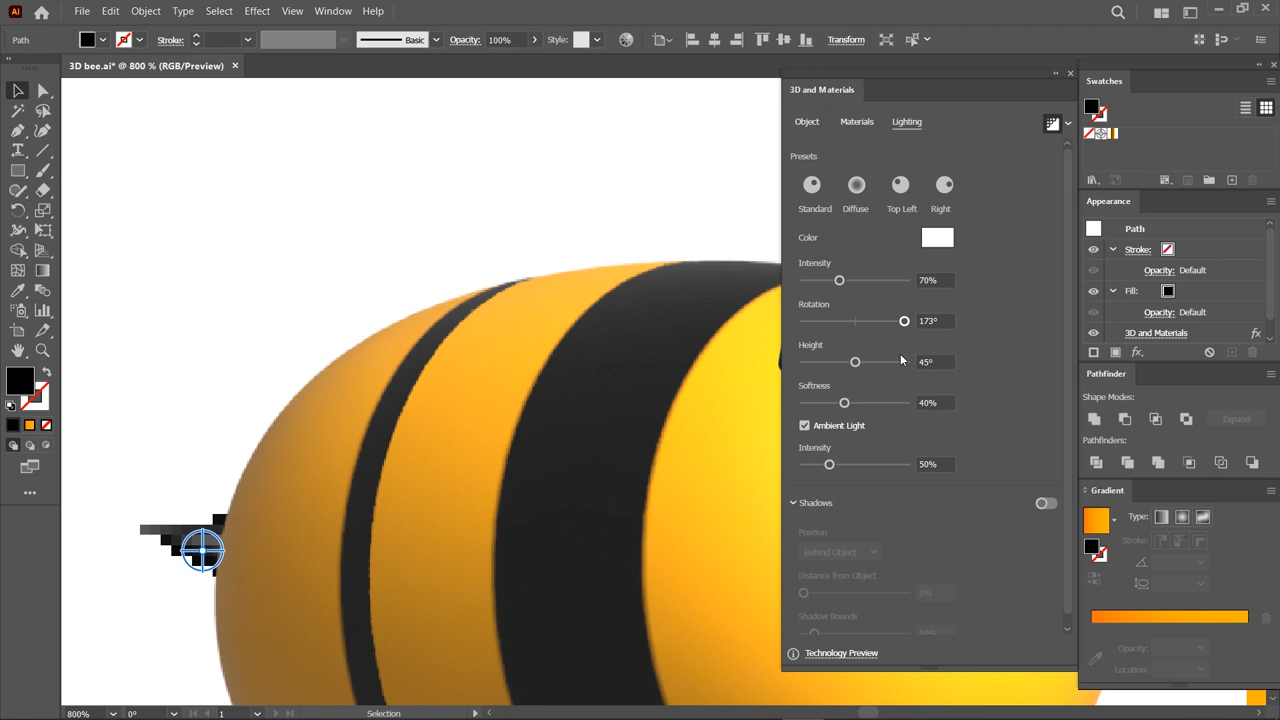 Ai File Edit Object Type Select Effect View Window Help
Path Stroke: Basic Opacity: 100% Style: Transform
3D bee.ai* @ 800 % (RGB/Preview) ×
3D and Materials
Object Materials Lighting
Presets
Standard Diffuse Top Left Right
Color
Intensity
70%
Rotation
173°
Height
45°
Softness
40%
Ambient Light
Intensity
50%
Shadows
Position
Behind Object
Distance from Object
0%
Shadow Bounds
50%
Technology Preview
Swatches
Appearance
Path
Stroke:
Opacity: Default
Fill:
Opacity: Default
3D and Materials fx
fx.
Pathfinder
Shape Modes:
Expand
Pathfinders:
Gradient
Type:
Stroke:
Opacity:
Location:
800% 0° 1 Selection